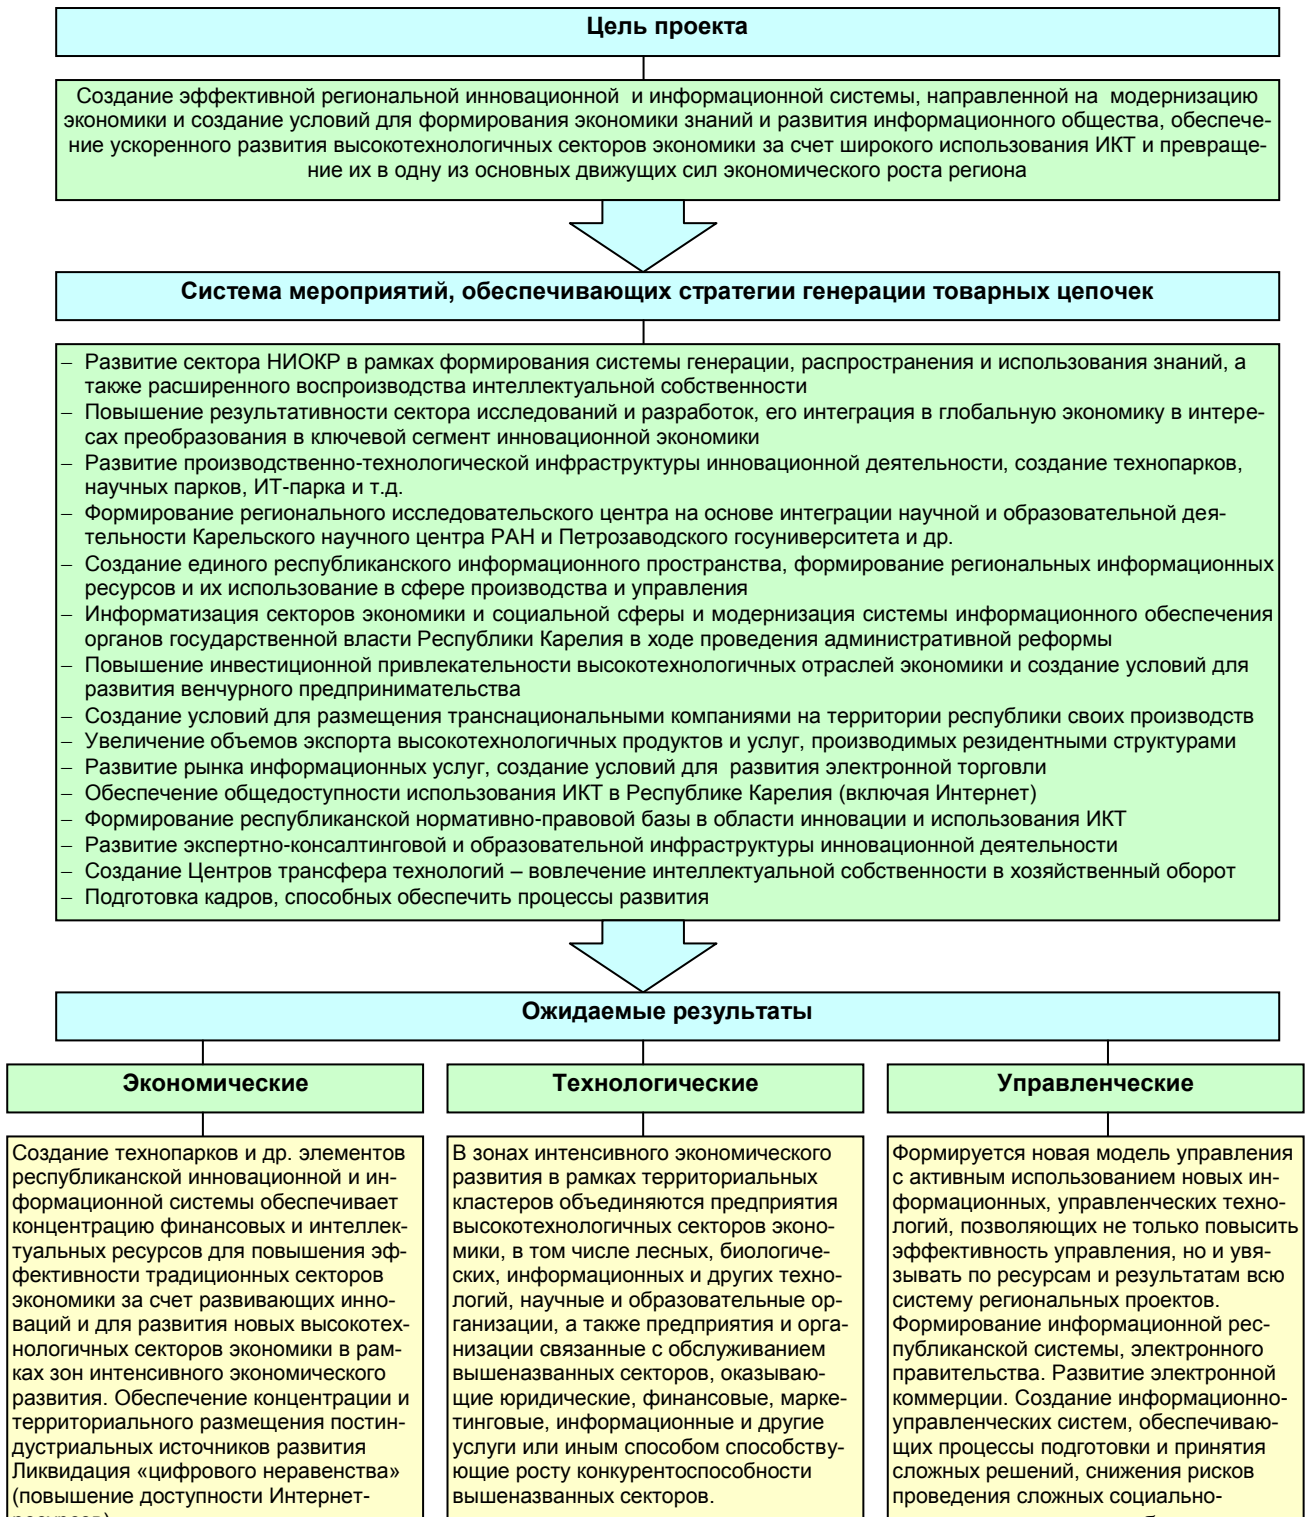 Цель проекта
Создание эффективной региональной инновационной и информационной системы, направленной на модернизацию
экономики и создание условий для формирования экономики знаний и развития информационного общества, обеспече-
ние ускоренного развития высокотехнологичных секторов экономики за счет широкого использования ИКТ и превраще-
ние их в одну из основных движущих сил экономического роста региона
Система мероприятий, обеспечивающих стратегии генерации товарных цепочек
– Развитие сектора НИОКР в рамках формирования системы генерации, распространения и использования знаний, а
также расширенного воспроизводства интеллектуальной собственности
– Повышение результативности сектора исследований и разработок, его интеграция в глобальную экономику в интере-
сах преобразования в ключевой сегмент инновационной экономики
– Развитие производственно-технологической инфраструктуры инновационной деятельности, создание технопарков,
научных парков, ИТ-парка и т.д.
– Формирование регионального исследовательского центра на основе интеграции научной и образовательной дея-
тельности Карельского научного центра РАН и Петрозаводского госуниверситета и др.
– Создание единого республиканского информационного пространства, формирование региональных информационных
ресурсов и их использование в сфере производства и управления
– Информатизация секторов экономики и социальной сферы и модернизация системы информационного обеспечения
органов государственной власти Республики Карелия в ходе проведения административной реформы
– Повышение инвестиционной привлекательности высокотехнологичных отраслей экономики и создание условий для
развития венчурного предпринимательства
– Создание условий для размещения транснациональными компаниями на территории республики своих производств
– Увеличение объемов экспорта высокотехнологичных продуктов и услуг, производимых резидентными структурами
– Развитие рынка информационных услуг, создание условий для развития электронной торговли
– Обеспечение общедоступности использования ИКТ в Республике Карелия (включая Интернет)
– Формирование республиканской нормативно-правовой базы в области инновации и использования ИКТ
– Развитие экспертно-консалтинговой и образовательной инфраструктуры инновационной деятельности
– Создание Центров трансфера технологий – вовлечение интеллектуальной собственности в хозяйственный оборот
– Подготовка кадров, способных обеспечить процессы развития
Ожидаемые результаты
Экономические
Создание технопарков и др. элементов
республиканской инновационной и ин-
формационной системы обеспечивает
концентрацию финансовых и интеллек-
туальных ресурсов для повышения эф-
фективности традиционных секторов
экономики за счет развивающих инно-
ваций и для развития новых высокотех-
нологичных секторов экономики в рам-
ках зон интенсивного экономического
развития. Обеспечение концентрации и
территориального размещения постин-
дустриальных источников развития
Ликвидация «цифрового неравенства»
(повышение доступности Интернет-
Технологические
В зонах интенсивного экономического
развития в рамках территориальных
кластеров объединяются предприятия
высокотехнологичных секторов эконо-
мики, в том числе лесных, биологиче-
ских, информационных и других техно-
логий, научные и образовательные ор-
ганизации, а также предприятия и орга-
низации связанные с обслуживанием
вышеназванных секторов, оказываю-
щие юридические, финансовые, марке-
тинговые, информационные и другие
услуги или иным способом способству-
ющие росту конкурентоспособности
вышеназванных секторов.
Управленческие
Формируется новая модель управления
с активным использованием новых ин-
формационных, управленческих техно-
логий, позволяющих не только повысить
эффективность управления, но и увя-
зывать по ресурсам и результатам всю
систему региональных проектов.
Формирование информационной рес-
публиканской системы, электронного
правительства. Развитие электронной
коммерции. Создание информационно-
управленческих систем, обеспечиваю-
щих процессы подготовки и принятия
сложных решений, снижения рисков
проведения сложных социально-